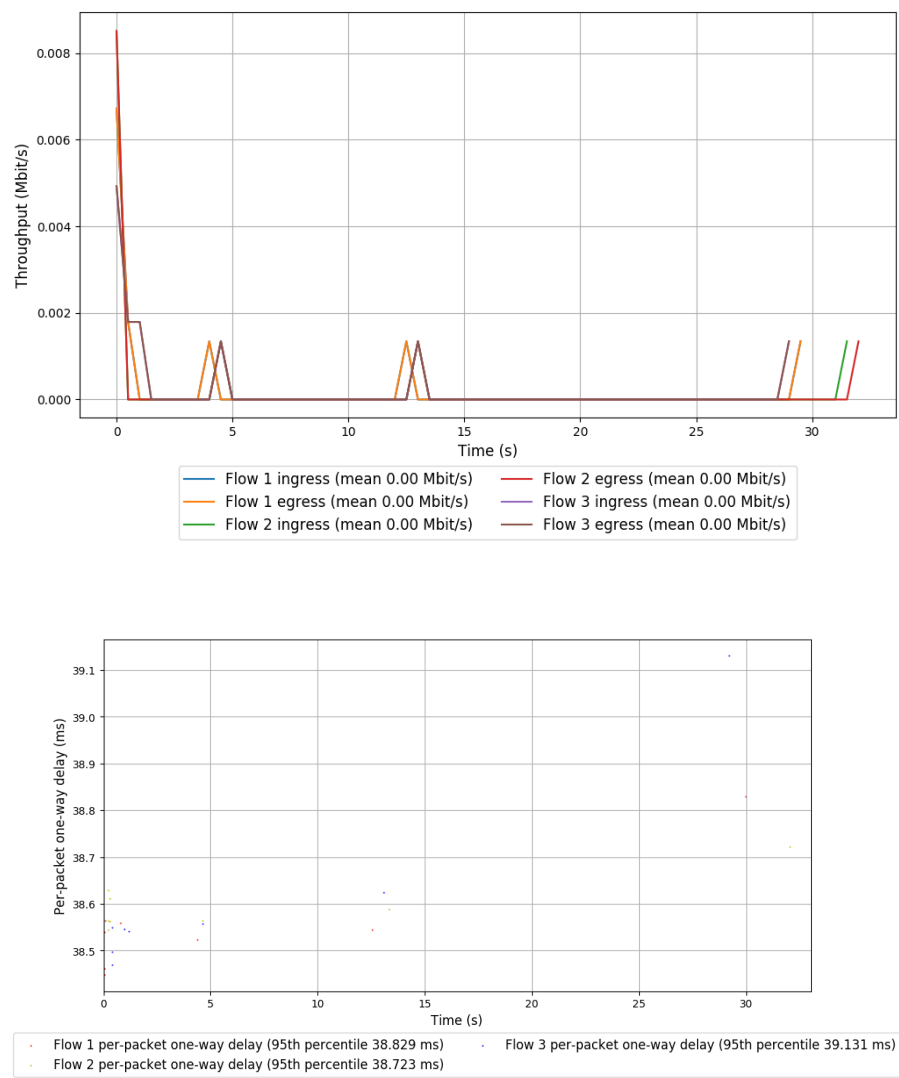 0.008
0.006
0.004
0.002
0.000
Throughput (Mbit/s)
0 5 10 15 20 25 30
Time (s)
Flow 1 ingress (mean 0.00 Mbit/s) Flow 2 egress (mean 0.00 Mbit/s)
Flow 1 egress (mean 0.00 Mbit/s) Flow 3 ingress (mean 0.00 Mbit/s)
Flow 2 ingress (mean 0.00 Mbit/s) Flow 3 egress (mean 0.00 Mbit/s)
39.1
39.0
38.9
38.8
38.7
38.6
38.5
Per-packet one-way delay (ms)
0 5 10 15 20 25 30
Time (s)
Flow 1 per-packet one-way delay (95th percentile 38.829 ms) Flow 3 per-packet one-way delay (95th percentile 39.131 ms)
Flow 2 per-packet one-way delay (95th percentile 38.723 ms)